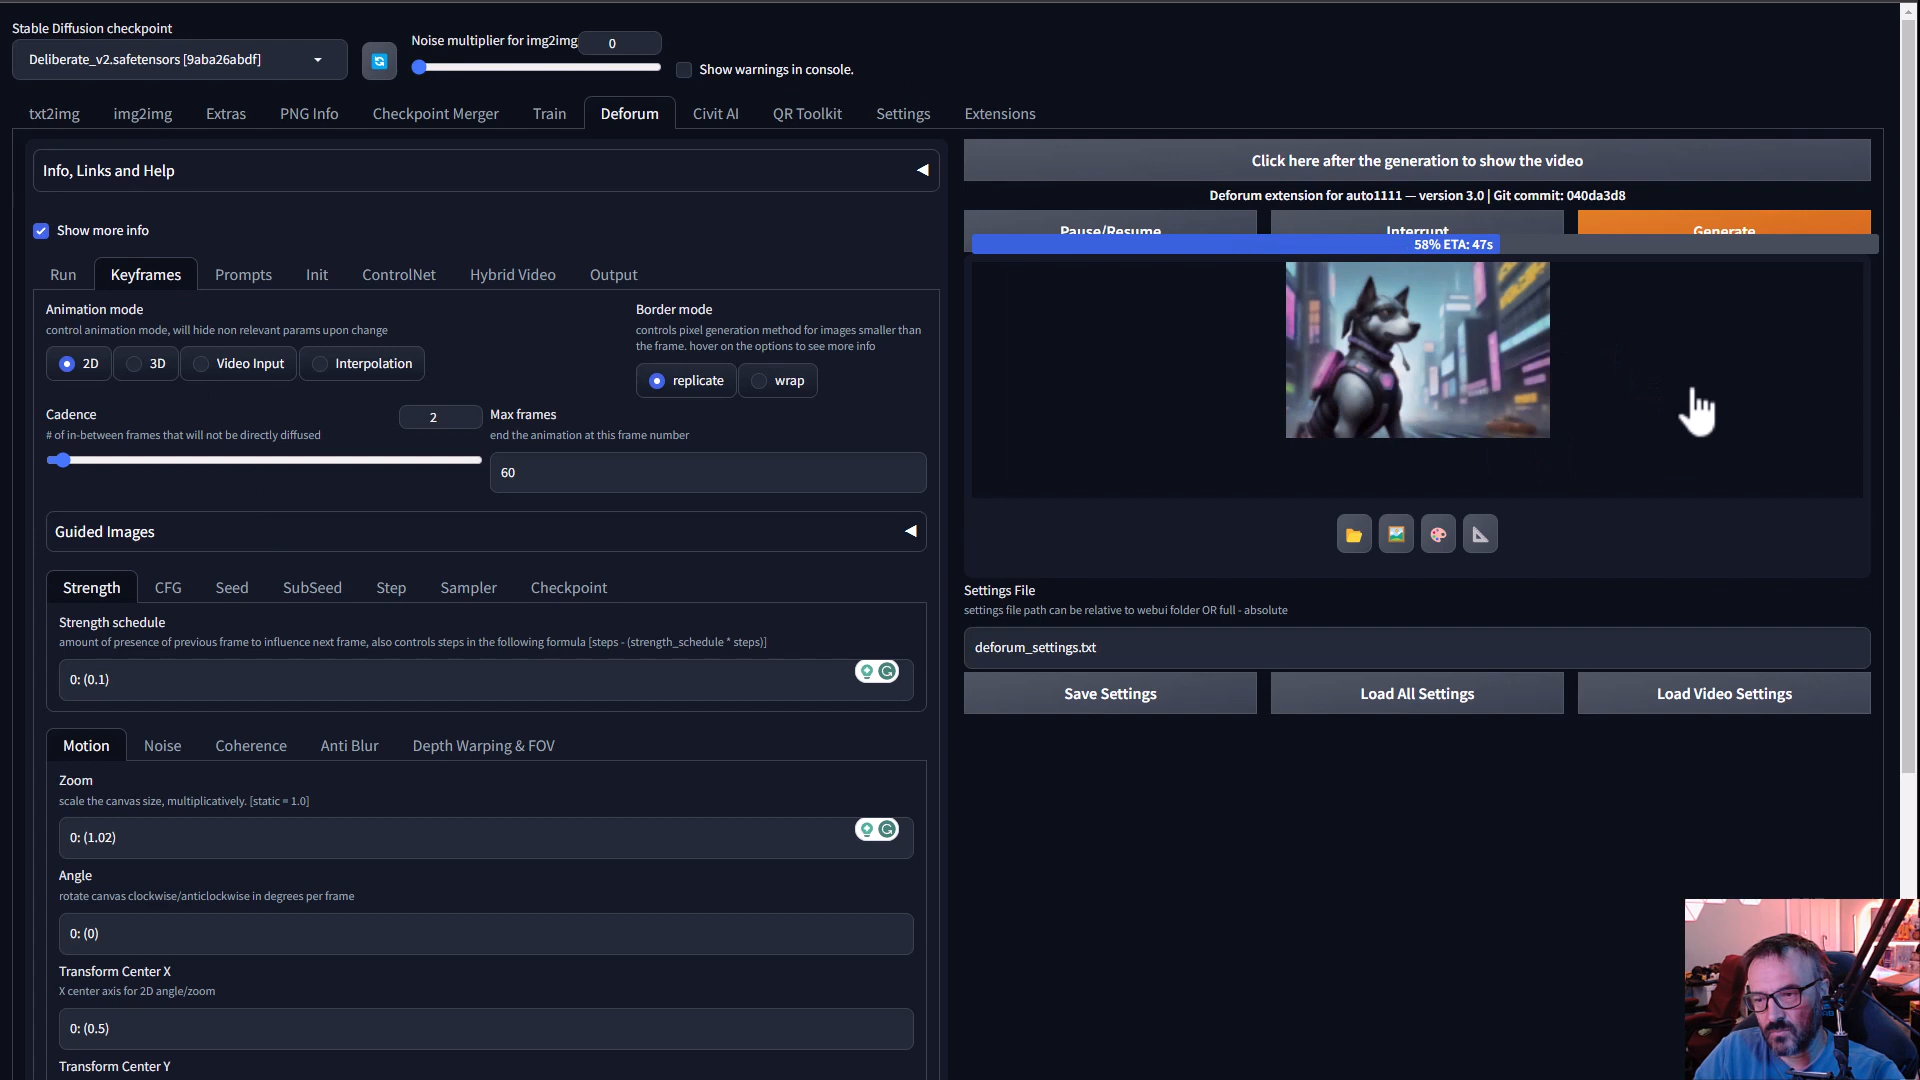 Stable Diffusion checkpoint
Deliberate_v2.safetensors [9aba26abdf]
Noise multiplier for img2img
0
Show warnings in console.
txt2img
img2img
Extras
PNG Info
Checkpoint Merger
Train
Deforum
Civit AI
QR Toolkit
Settings
Extensions
Info, Links and Help
Show more info
Run
Keyframes
Prompts
Init
ControlNet
Hybrid Video
Output
Animation mode
control animation mode, will hide non relevant params upon change
2D
3D
Video Input
Interpolation
Border mode
controls pixel generation method for images smaller than
the frame. hover on the options to see more info
replicate
wrap
Cadence
# of in-between frames that will not be directly diffused
2
Max frames
end the animation at this frame number
60
Guided Images
Strength
CFG
Seed
SubSeed
Step
Sampler
Checkpoint
Strength schedule
amount of presence of previous frame to influence next frame, also controls steps in the following formula [steps - (strength_schedule * steps)]
0: (0.1)
Motion
Noise
Coherence
Anti Blur
Depth Warping & FOV
Zoom
scale the canvas size, multiplicatively. [static = 1.0]
0: (1.02)
Angle
rotate canvas clockwise/anticlockwise in degrees per frame
0: (0)
Transform Center X
X center axis for 2D angle/zoom
0: (0.5)
Transform Center Y
Click here after the generation to show the video
Deforum extension for auto1111 — version 3.0 | Git commit: 040da3d8
Pause/Resume
Interrupt
Generate
58% ETA: 47s
Settings File
settings file path can be relative to webui folder OR full - absolute
deforum_settings.txt
Save Settings
Load All Settings
Load Video Settings